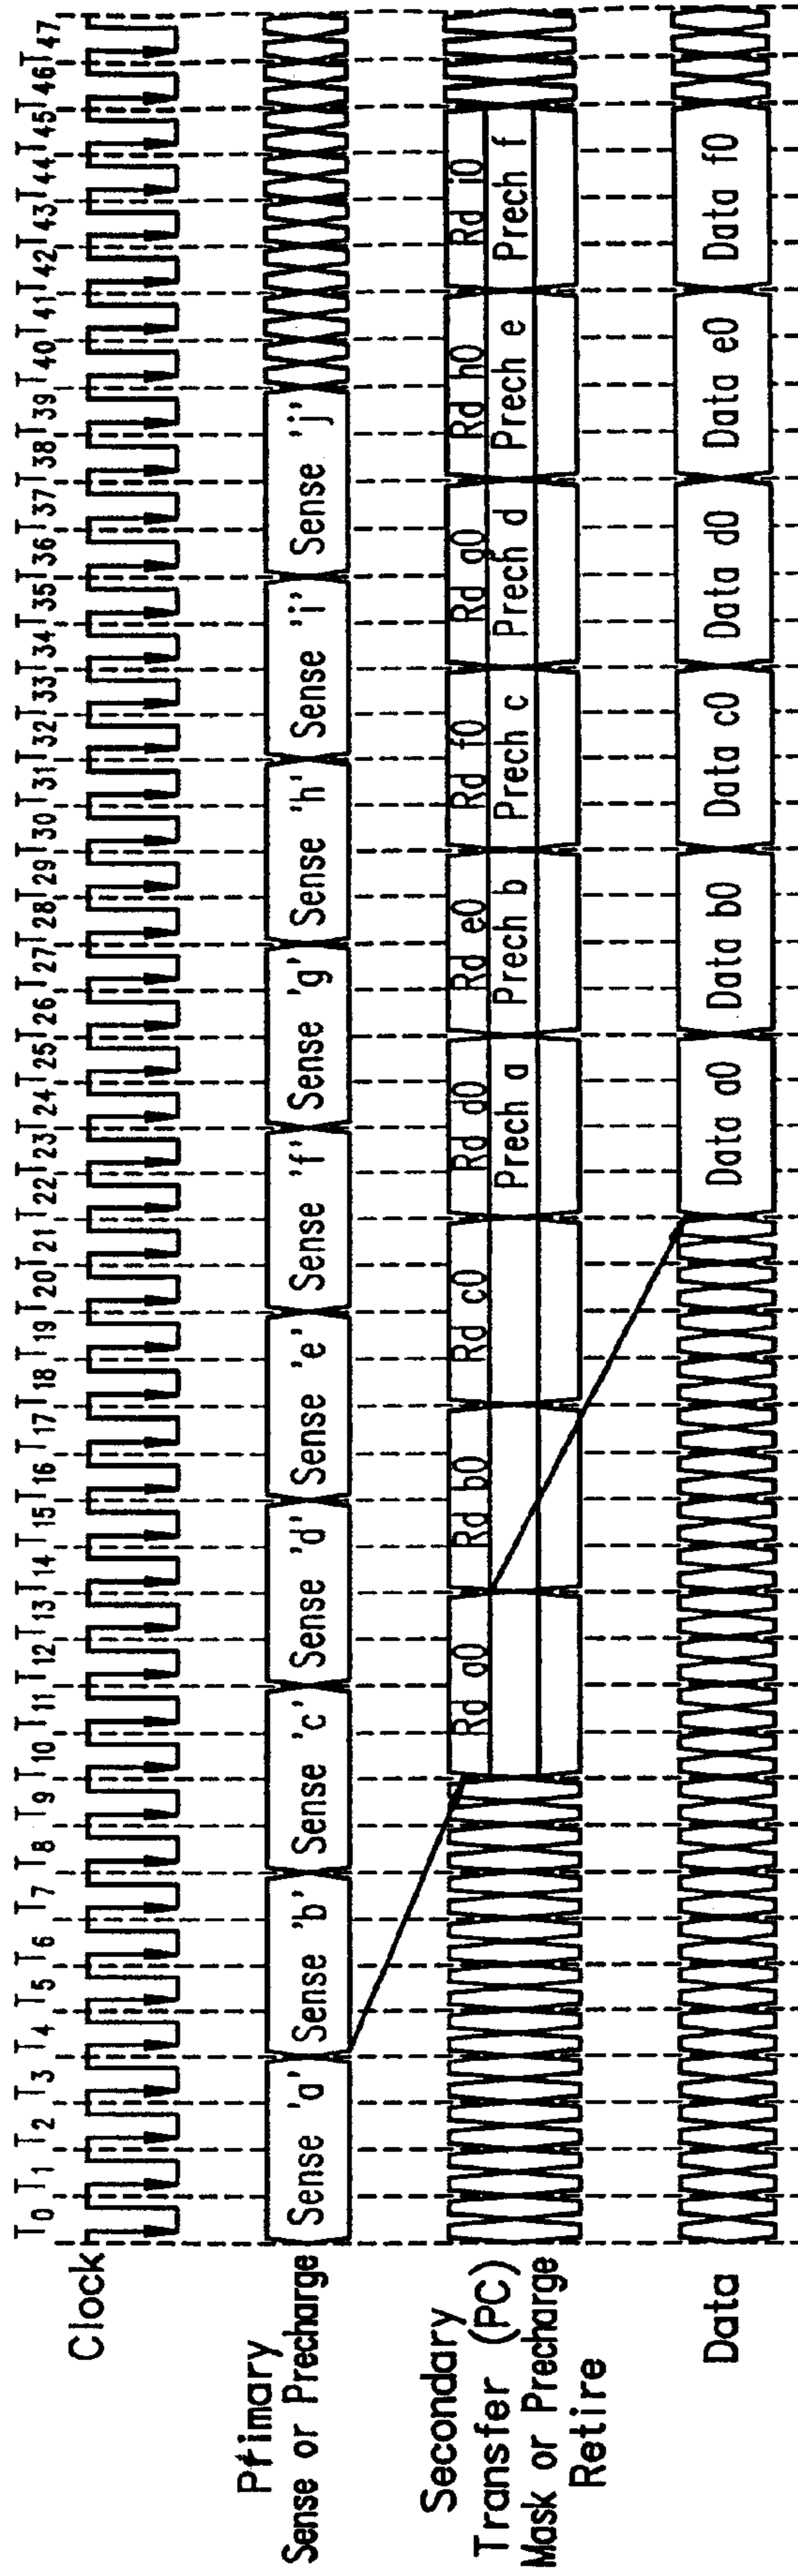 T0 T1 T2 T3 T4 T5 T6 T7 T8 T9 T10 T11 T12 T13 T14 T15 T16 T17 T18 T19 T20 T21 T22 T23 T24 T25 T26 T27 T28 T29 T30 T31 T32 T33 T34 T35 T36 T37 T38 T39 T40 T41 T42 T43 T44 T45 T46 T47
Clock
Primary
Sense or Precharge
Sense 'a' Sense 'b' Sense 'c' Sense 'd' Sense 'e' Sense 'f' Sense 'g' Sense 'h' Sense 'i' Sense 'j'
Secondary
Transfer (PC)
Mask or Precharge
Retire
Rd a0 Rd b0 Rd c0 Rd d0 Rd e0 Rd f0 Rd g0 Rd h0 Rd i0
Prech a Prech b Prech c Prech d Prech e Prech f
Data
Data a0 Data b0 Data c0 Data d0 Data e0 Data f0